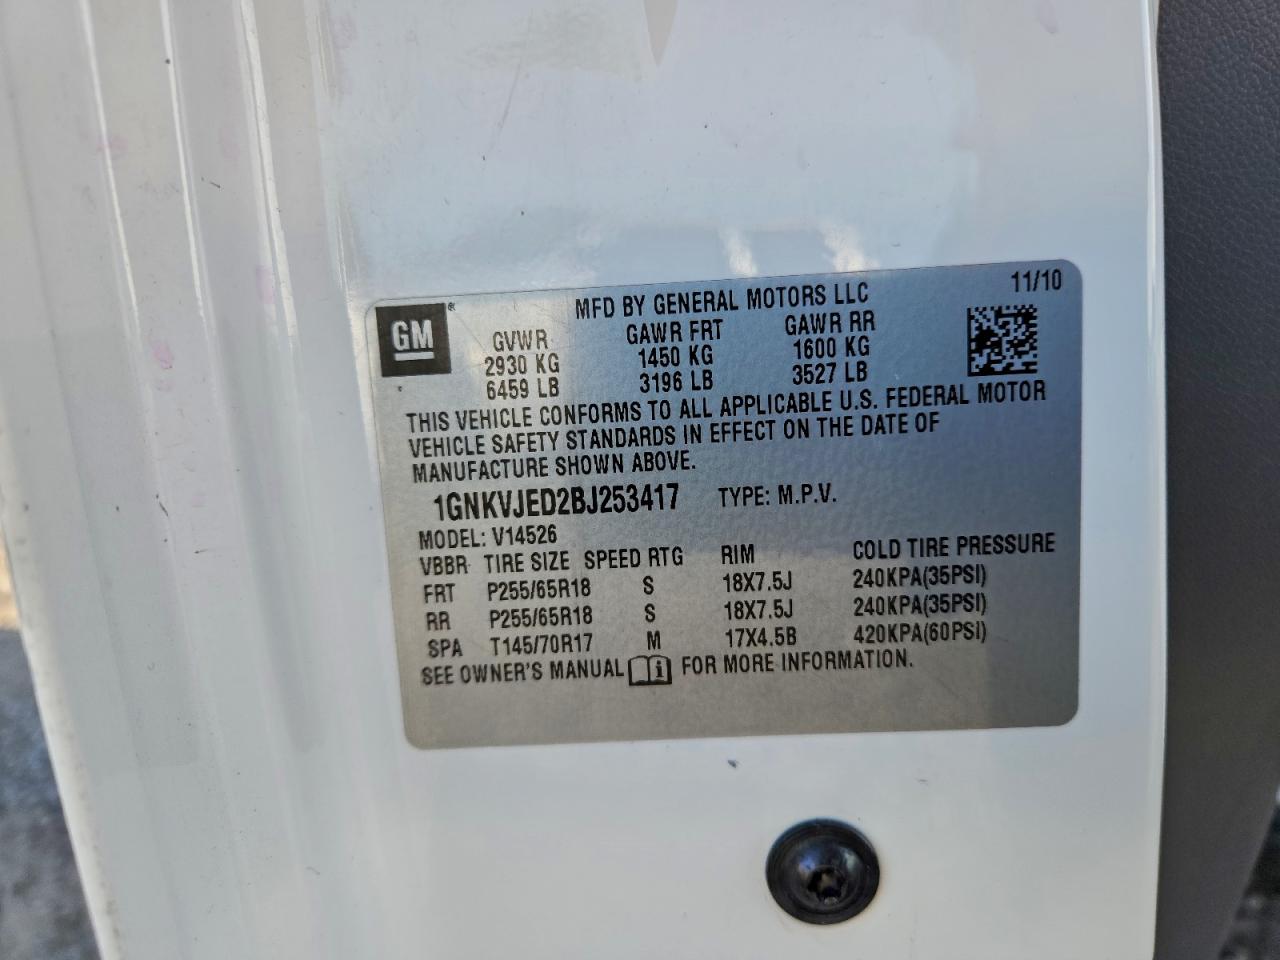 GM ®
MFD BY GENERAL MOTORS LLC 11/10
GVWR GAWR FRT GAWR RR
2930 KG 1450 KG 1600 KG
6459 LB 3196 LB 3527 LB
THIS VEHICLE CONFORMS TO ALL APPLICABLE U.S. FEDERAL MOTOR
VEHICLE SAFETY STANDARDS IN EFFECT ON THE DATE OF
MANUFACTURE SHOWN ABOVE.
1GNKVJED2BJ253417 TYPE: M.P.V.
MODEL: V14526
VBBR TIRE SIZE SPEED RTG RIM COLD TIRE PRESSURE
FRT P255/65R18 S 18X7.5J 240KPA(35PSI)
RR P255/65R18 S 18X7.5J 240KPA(35PSI)
SPA T145/70R17 M 17X4.5B 420KPA(60PSI)
SEE OWNER'S MANUAL FOR MORE INFORMATION.